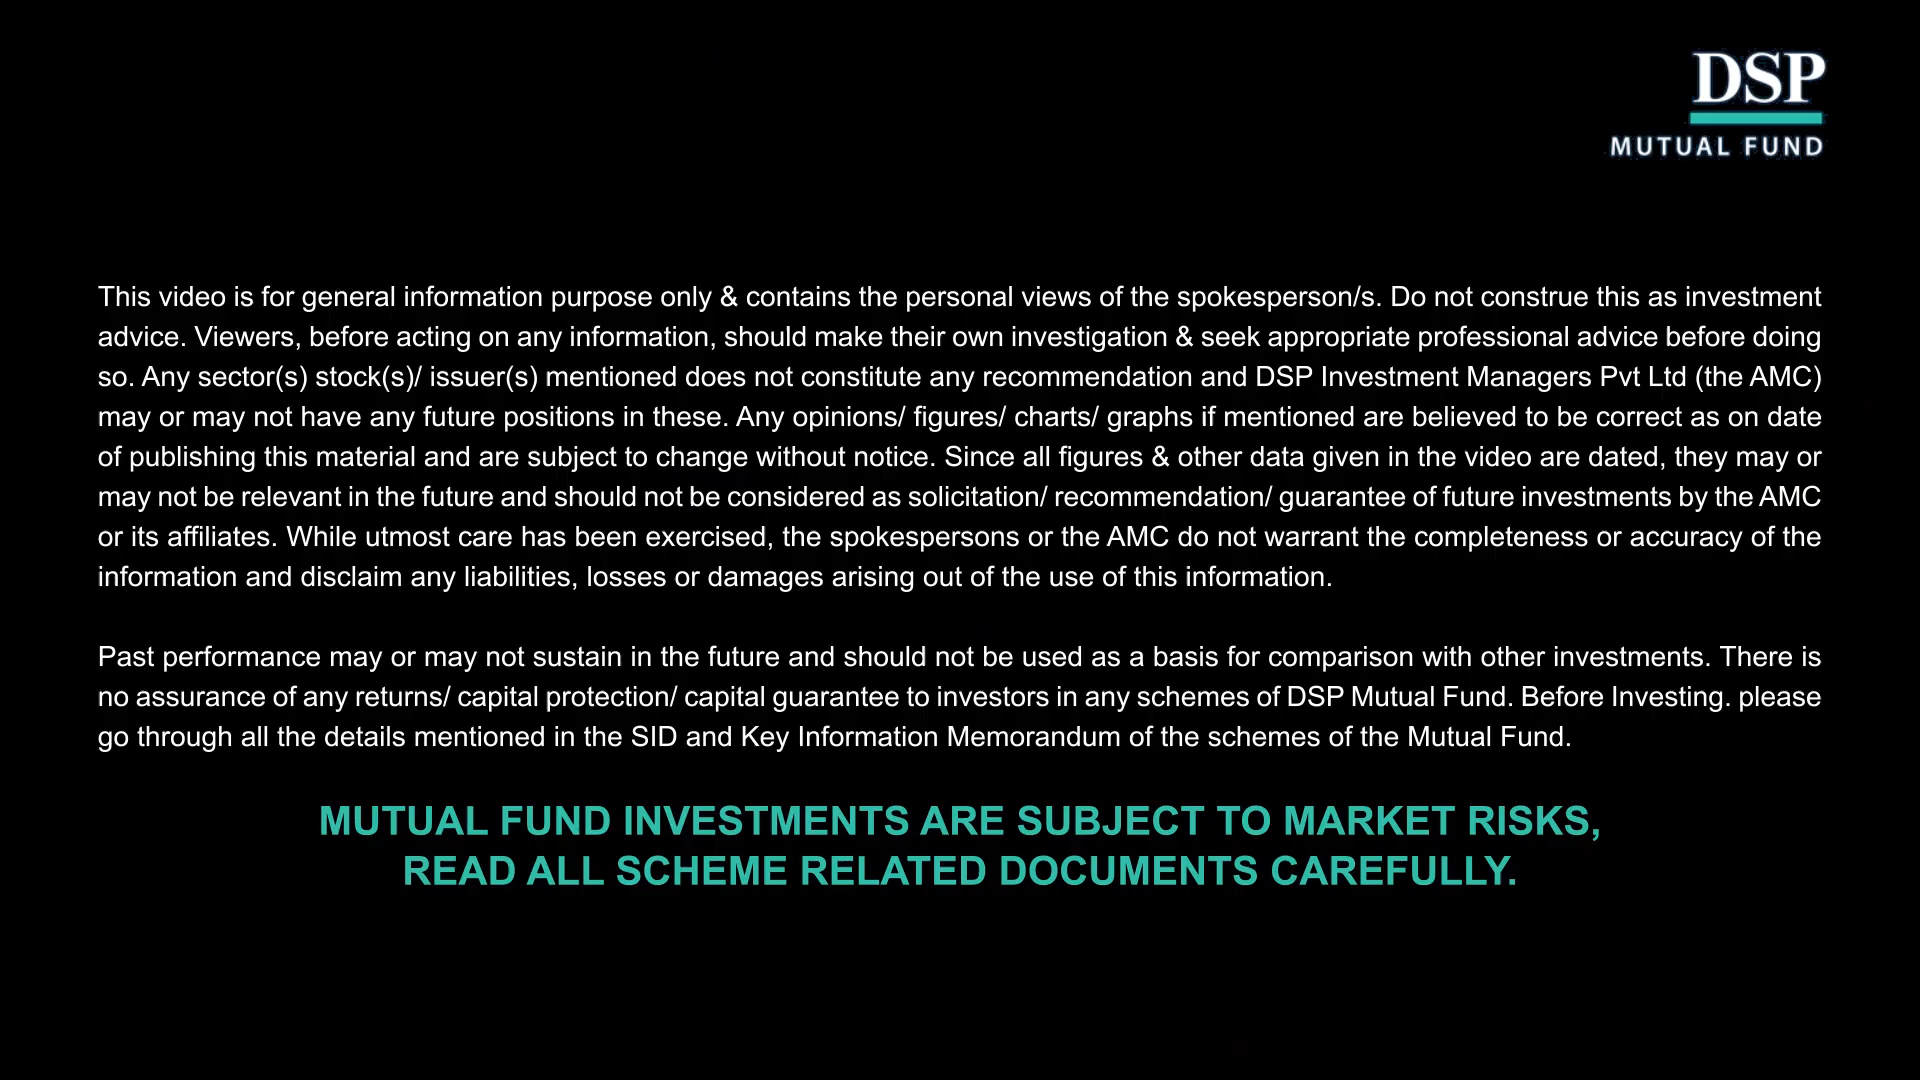 DSP
MUTUAL FUND
This video is for general information purpose only & contains the personal views of the spokesperson/s. Do not construe this as investment
advice. Viewers, before acting on any information, should make their own investigation & seek appropriate professional advice before doing
so. Any sector(s) stock(s)/ issuer(s) mentioned does not constitute any recommendation and DSP Investment Managers Pvt Ltd (the AMC)
may or may not have any future positions in these. Any opinions/ figures/ charts/ graphs if mentioned are believed to be correct as on date
of publishing this material and are subject to change without notice. Since all figures & other data given in the video are dated, they may or
may not be relevant in the future and should not be considered as solicitation/ recommendation/ guarantee of future investments by the AMC
or its affiliates. While utmost care has been exercised, the spokespersons or the AMC do not warrant the completeness or accuracy of the
information and disclaim any liabilities, losses or damages arising out of the use of this information.
Past performance may or may not sustain in the future and should not be used as a basis for comparison with other investments. There is
no assurance of any returns/ capital protection/ capital guarantee to investors in any schemes of DSP Mutual Fund. Before Investing. please
go through all the details mentioned in the SID and Key Information Memorandum of the schemes of the Mutual Fund.
MUTUAL FUND INVESTMENTS ARE SUBJECT TO MARKET RISKS,
READ ALL SCHEME RELATED DOCUMENTS CAREFULLY.